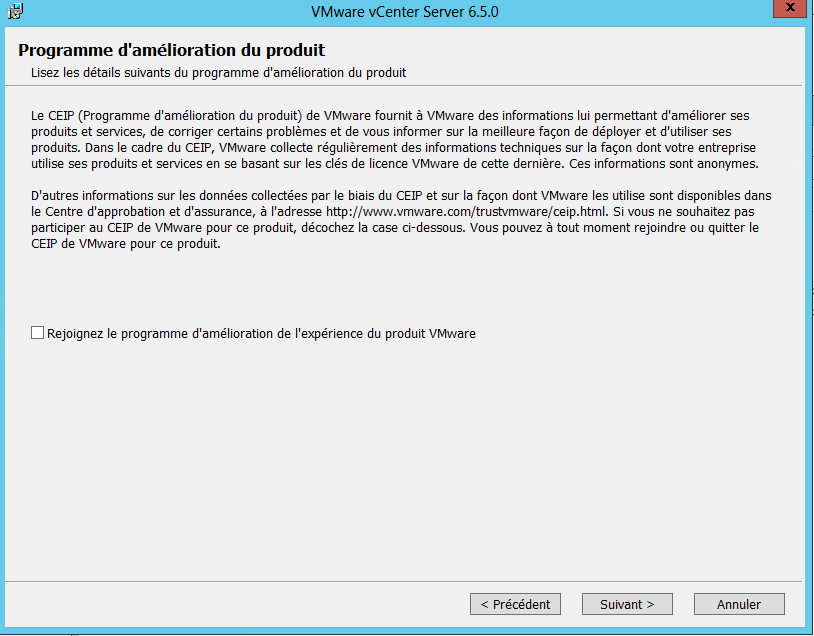 VMware vCenter Server 6.5.0
x
Programme d'amélioration du produit
Lisez les détails suivants du programme d'amélioration du produit
Le CEIP (Programme d'amélioration du produit) de VMware fournit à VMware des informations lui permettant d'améliorer ses
produits et services, de corriger certains problèmes et de vous informer sur la meilleure façon de déployer et d'utiliser ses
produits. Dans le cadre du CEIP, VMware collecte régulièrement des informations techniques sur la façon dont votre entreprise
utilise ses produits et services en se basant sur les clés de licence VMware de cette dernière. Ces informations sont anonymes.
D'autres informations sur les données collectées par le biais du CEIP et sur la façon dont VMware les utilise sont disponibles dans
le Centre d'approbation et d'assurance, à l'adresse http://www.vmware.com/trustvmware/ceip.html. Si vous ne souhaitez pas
participer au CEIP de VMware pour ce produit, décochez la case ci-dessous. Vous pouvez à tout moment rejoindre ou quitter le
CEIP de VMware pour ce produit.
Rejoignez le programme d'amélioration de l'expérience du produit VMware
< Précédent
Suivant >
Annuler